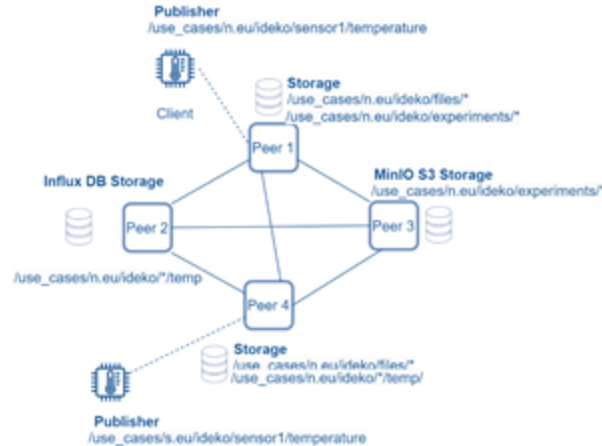 Publisher
/use_cases/n.eu/ideko/sensor1/temperature
Client
Storage
/use_cases/n.eu/ideko/files/*
/use_cases/n.eu/ideko/experiments/*
Peer 1
Influx DB Storage
MinIO S3 Storage
/use_cases/n.eu/ideko/experiments/*
Peer 2
Peer 3
/use_cases/n.eu/ideko/*/temp
Peer 4
Storage
/use_cases/n.eu/ideko/files/*
/use_cases/n.eu/ideko/*/temp/
Publisher
/use_cases/s.eu/ideko/sensor1/temperature